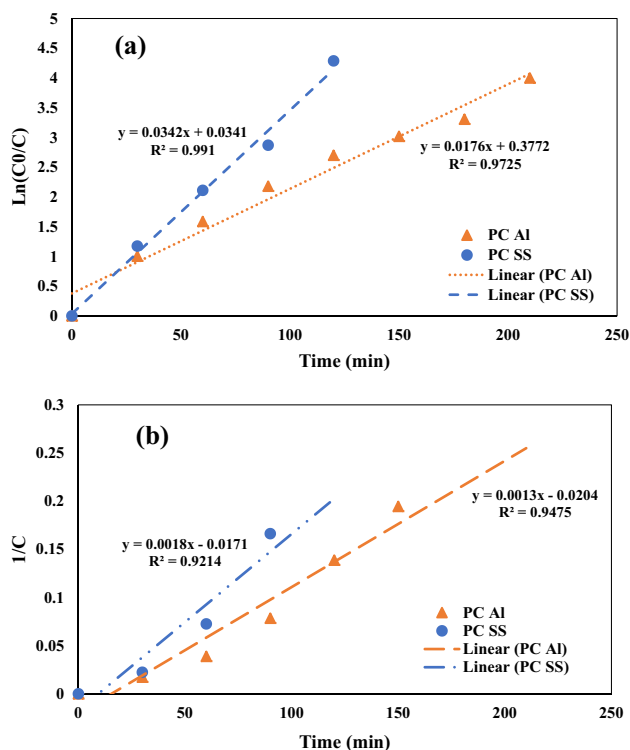 (a)
Ln(C0/C)
5
4.5
4
3.5
3
2.5
2
1.5
1
0.5
0
y = 0.0342x + 0.0341
R² = 0.991
y = 0.0176x + 0.3772
R² = 0.9725
PC Al
PC SS
Linear (PC Al)
Linear (PC SS)
0 50 100 150 200 250
Time (min)
(b)
1/C
0.3
0.25
0.2
0.15
0.1
0.05
0
y = 0.0018x - 0.0171
R² = 0.9214
y = 0.0013x - 0.0204
R² = 0.9475
PC Al
PC SS
Linear (PC Al)
Linear (PC SS)
0 50 100 150 200 250
Time (min)